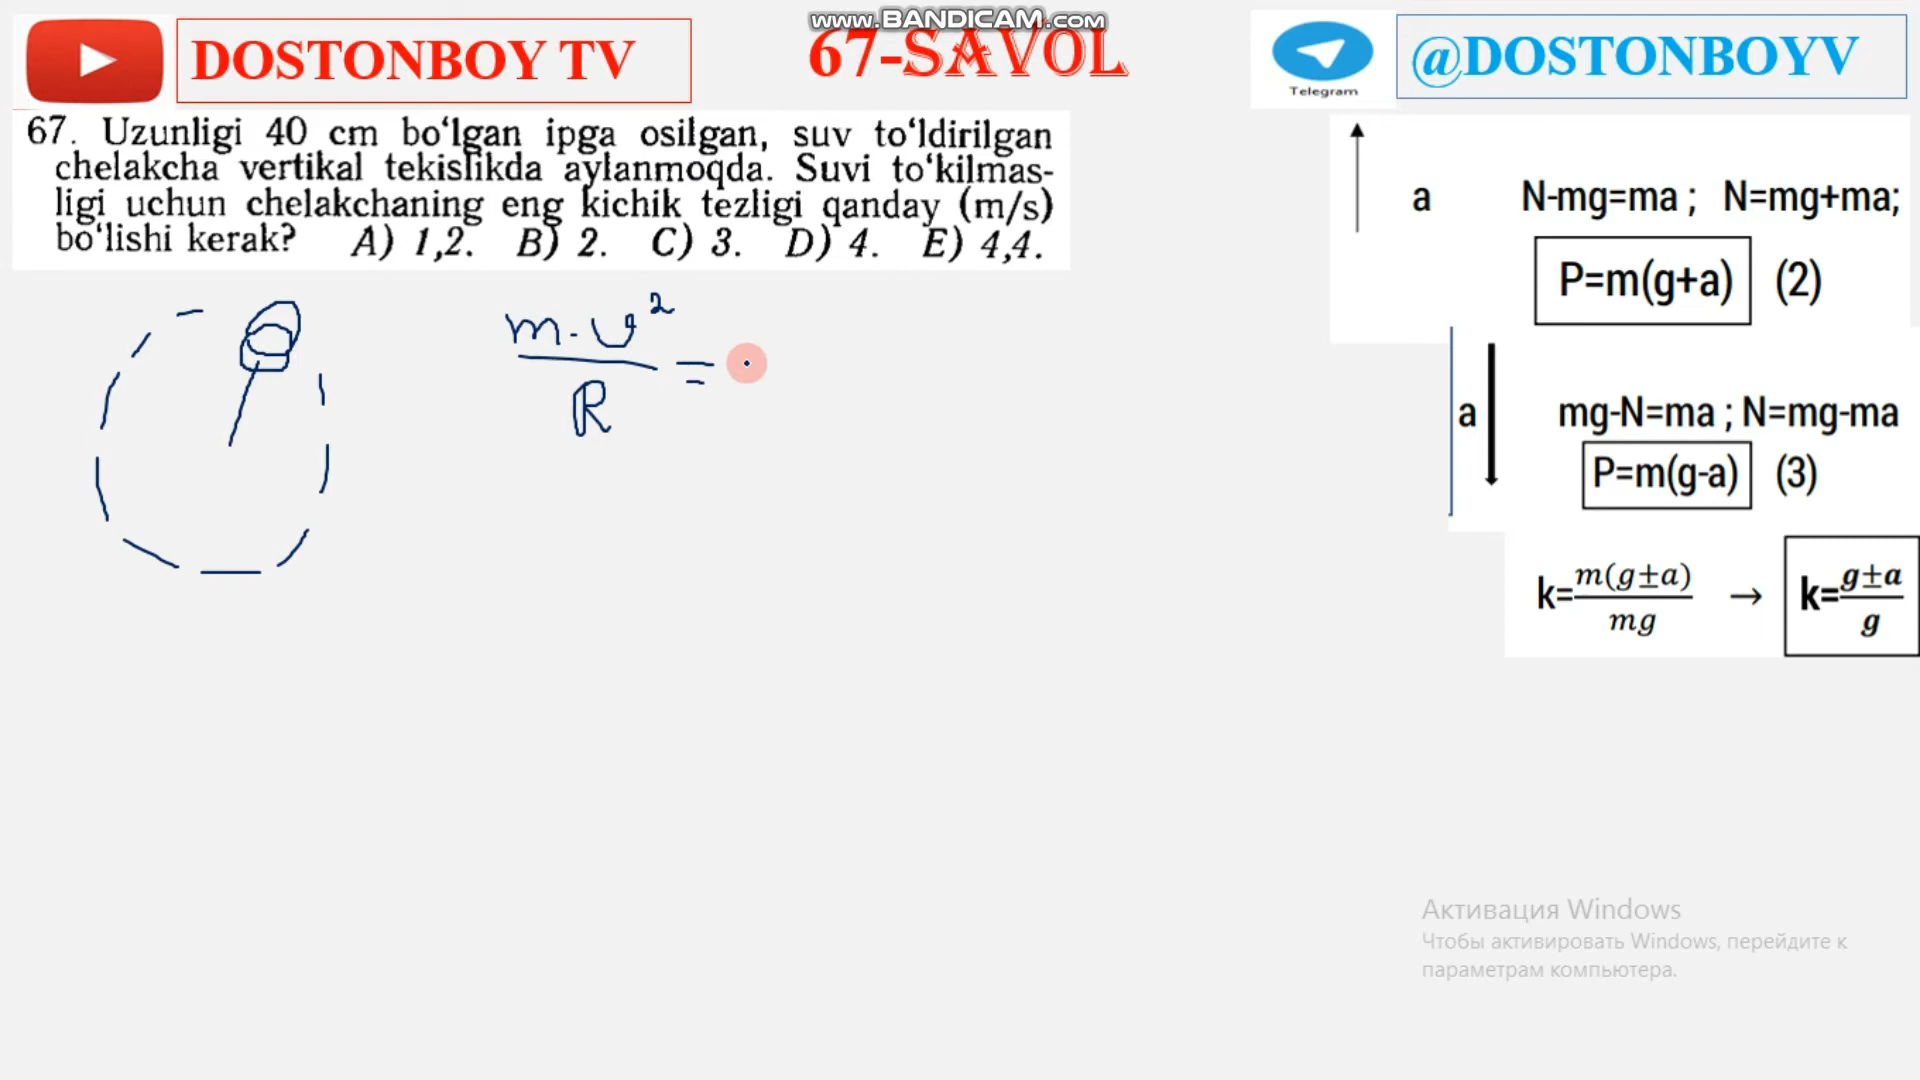 www.BANDICAM.com
DOSTONBOY TV
67-SAVOL
Telegram
@DOSTONBOYV
67. Uzunligi 40 cm bo‘lgan ipga osilgan, suv to‘ldirilgan
chelakcha vertikal tekislikda aylanmoqda. Suvi to‘kilmas-
ligi uchun chelakchaning eng kichik tezligi qanday (m/s)
bo‘lishi kerak? A) 1,2. B) 2. C) 3. D) 4. E) 4,4.
m·υ²
R
=
a N-mg=ma ; N=mg+ma;
P=m(g+a) (2)
a mg-N=ma ; N=mg-ma
P=m(g-a) (3)
k=m(g±a)/mg → k=g±a/g
Активация Windows
Чтобы активировать Windows, перейдите к
параметрам компьютера.